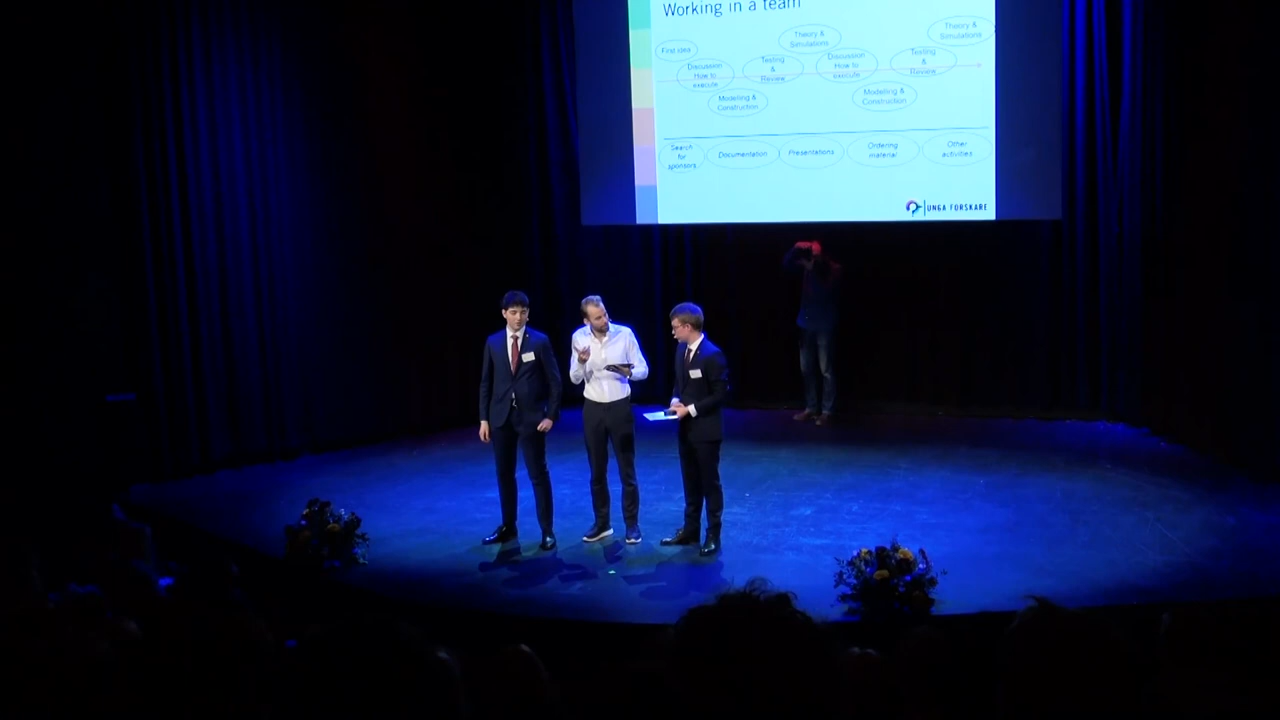 Working in a team
First idea
Discussion
How to
execute
Modelling &
Construction
Testing
&
Review
Theory &
Simulations
Discussion
How to
execute
Modelling &
Construction
Testing
&
Review
Theory &
Simulations
Search
for
sponsors
Documentation
Presentations
Ordering
material
Other
activities
UNGA FORSKARE